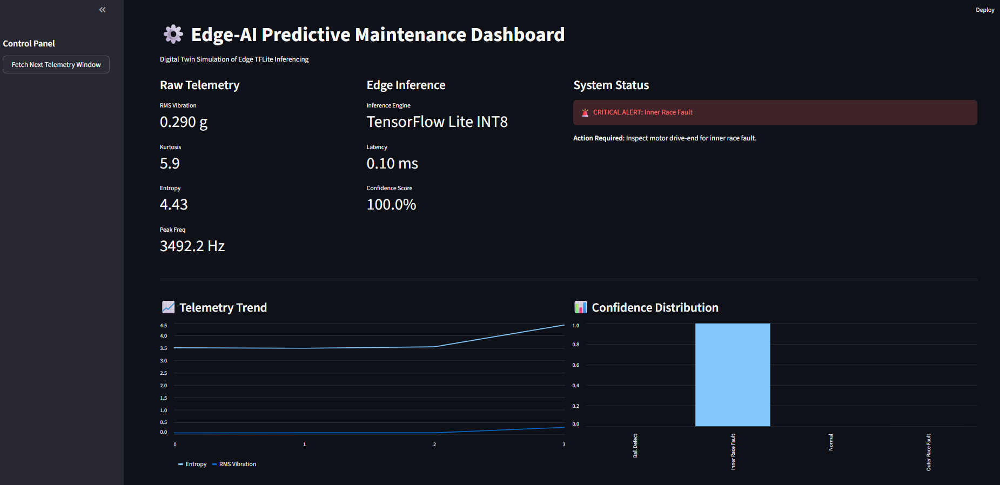 Deploy
Control Panel
Fetch Next Telemetry Window
Edge-AI Predictive Maintenance Dashboard
Digital Twin Simulation of Edge TFLite Inferencing
Raw Telemetry
RMS Vibration
0.290 g
Kurtosis
5.9
Entropy
4.43
Peak Freq
3492.2 Hz
Edge Inference
Inference Engine
TensorFlow Lite INT8
Latency
0.10 ms
Confidence Score
100.0%
System Status
CRITICAL ALERT: Inner Race Fault
Action Required: Inspect motor drive-end for inner race fault.
Telemetry Trend
4.5
4.0
3.5
3.0
2.5
2.0
1.5
1.0
0.5
0.0
0
1
2
3
Entropy
RMS Vibration
Confidence Distribution
1.0
0.8
0.6
0.4
0.2
0.0
Ball Defect
Inner Race Fault
Normal
Outer Race Fault